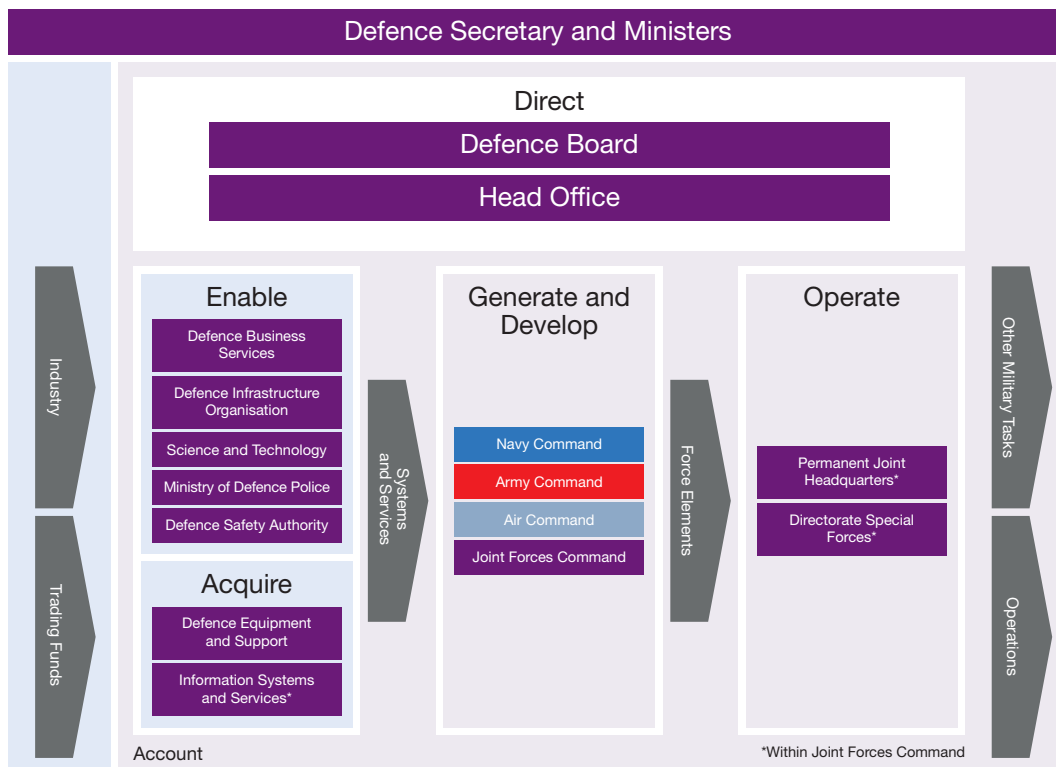 Defence Secretary and Ministers
Direct
Defence Board
Head Office
Industry
Trading Funds
Enable
Defence Business
Services
Defence Infrastructure
Organisation
Science and Technology
Ministry of Defence Police
Defence Safety Authority
Acquire
Defence Equipment
and Support
Information Systems
and Services*
Systems
and Services
Generate and
Develop
Navy Command
Army Command
Air Command
Joint Forces Command
Force Elements
Operate
Permanent Joint
Headquarters*
Directorate Special
Forces*
Other Military Tasks
Operations
Account
*Within Joint Forces Command